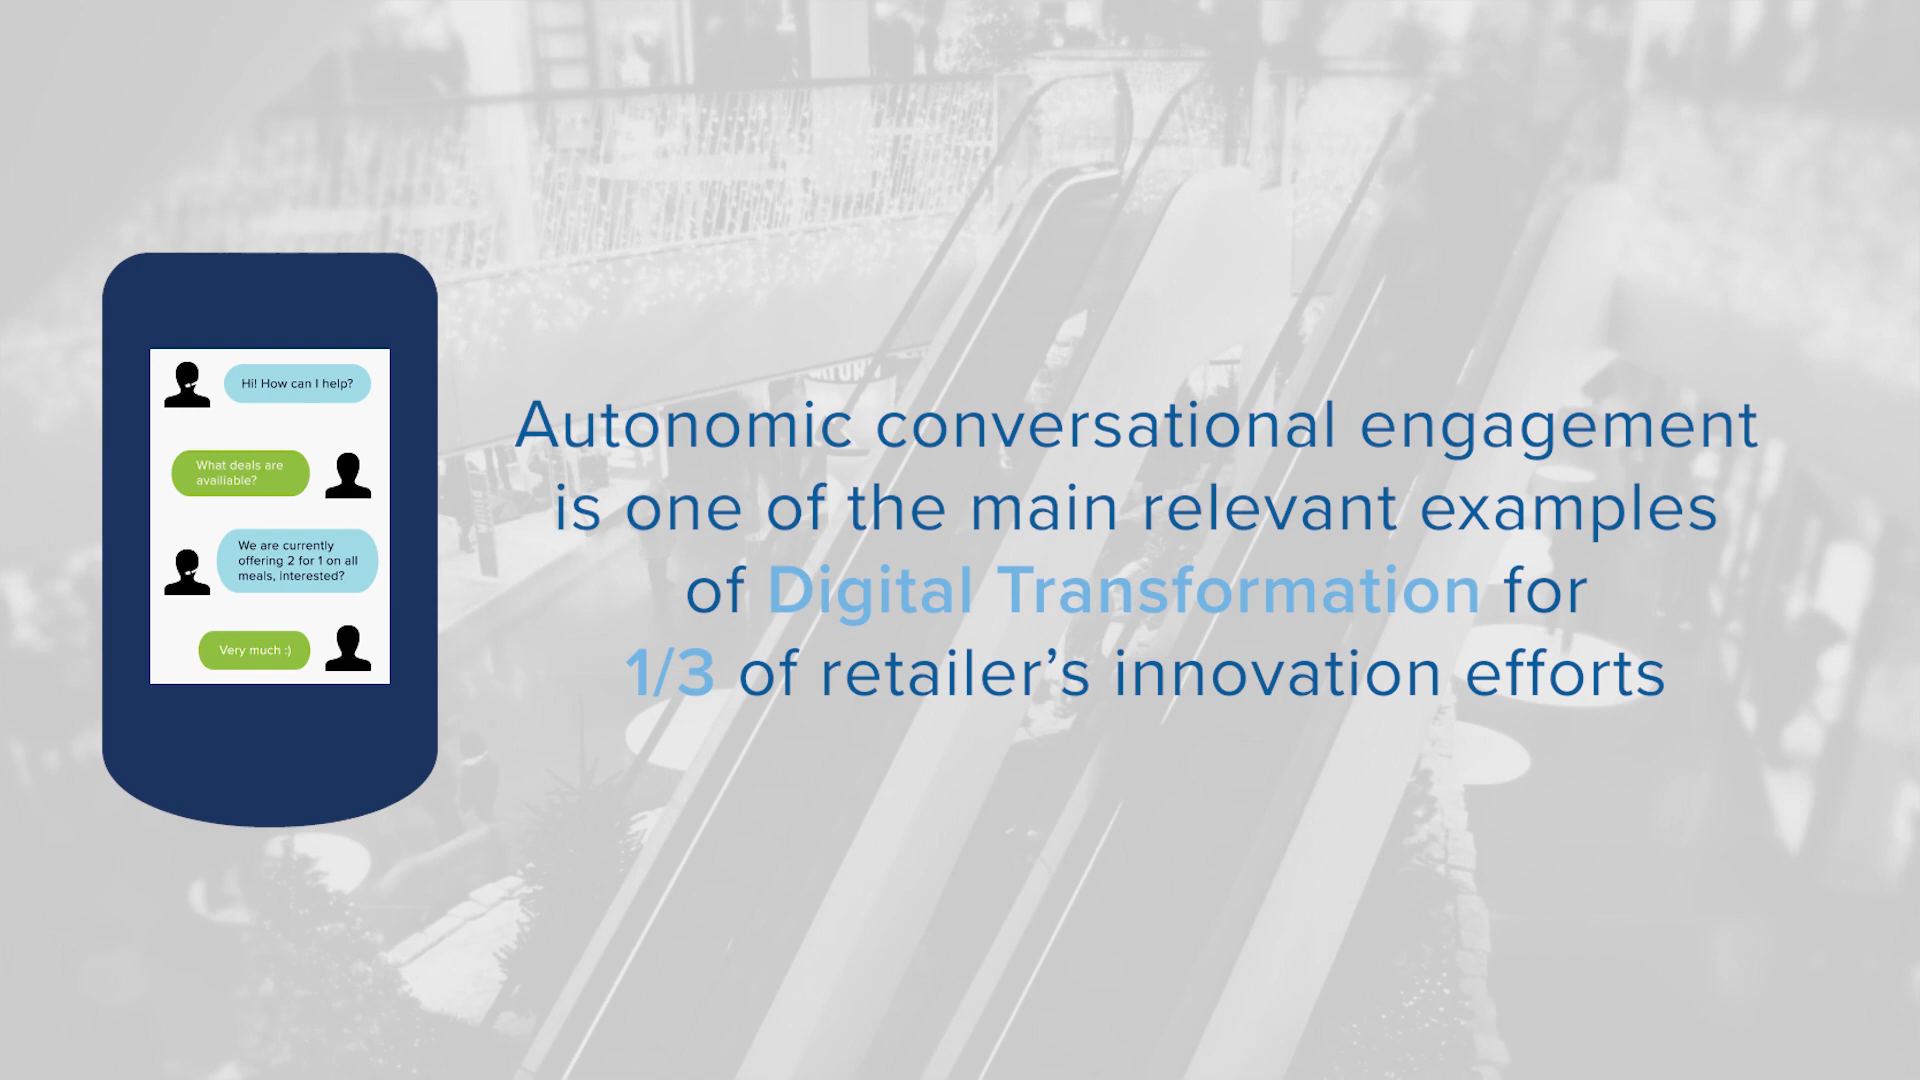 Hi! How can I help?
What deals are
availiable?
We are currently
offering 2 for 1 on all
meals, interested?
Very much :)
Autonomic conversational engagement
is one of the main relevant examples
of Digital Transformation for
1/3 of retailer’s innovation efforts